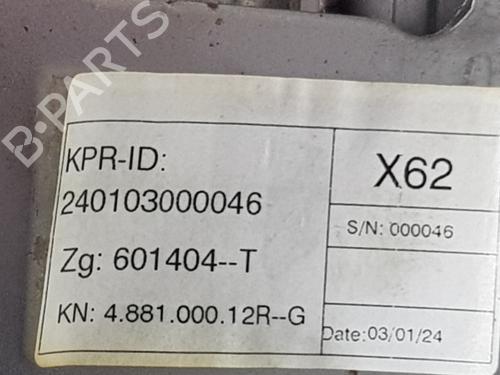 B-PARTS
KPR-ID:
240103000046
X62
S/N: 000046
Zg: 601404--T
KN: 4.881.000.12R--G
Date: 03/01/24